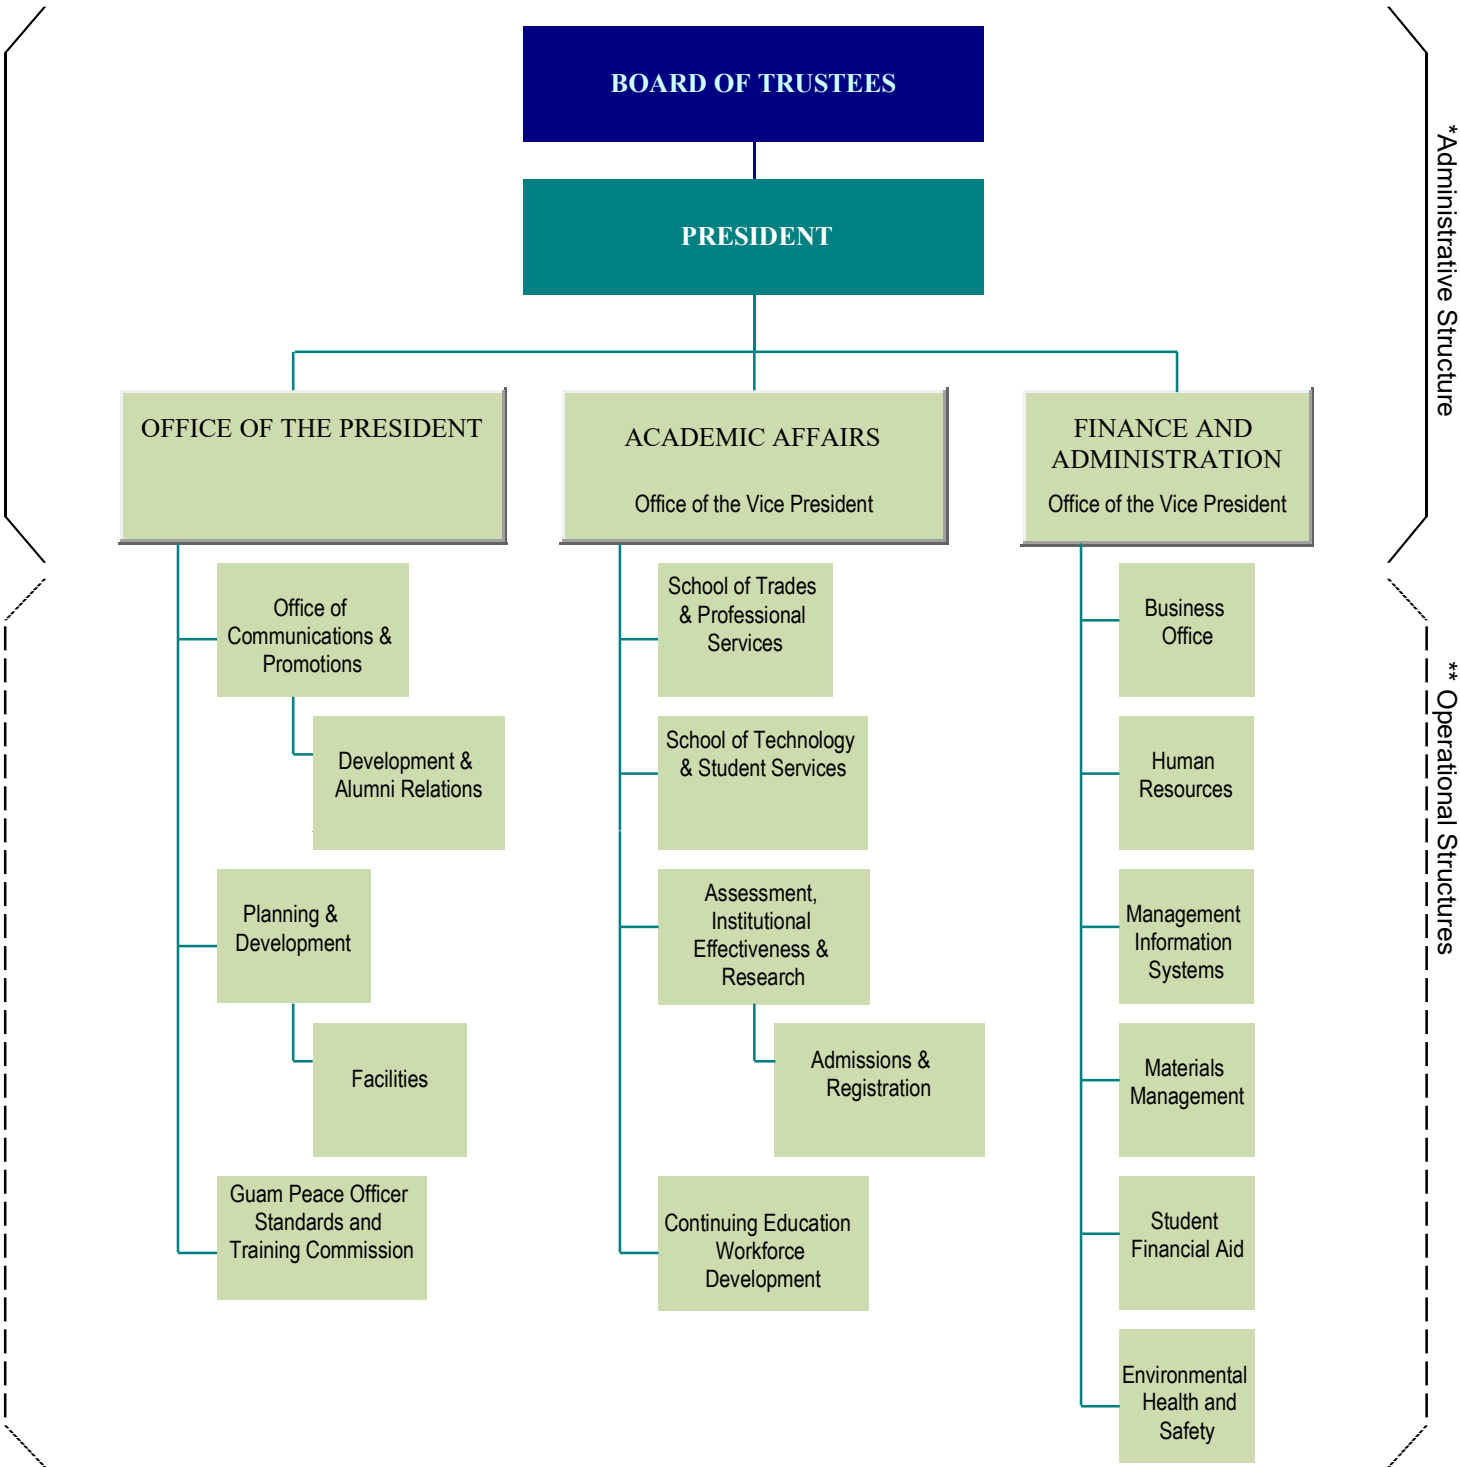 BOARD OF TRUSTEES
PRESIDENT
*Administrative Structure
OFFICE OF THE PRESIDENT
ACADEMIC AFFAIRS
Office of the Vice President
FINANCE AND
ADMINISTRATION
Office of the Vice President
** Operational Structures
Office of
Communications &
Promotions
Development &
Alumni Relations
Planning &
Development
Facilities
Guam Peace Officer
Standards and
Training Commission
School of Trades
& Professional
Services
School of Technology
& Student Services
Assessment,
Institutional
Effectiveness &
Research
Admissions &
Registration
Continuing Education
Workforce
Development
Business
Office
Human
Resources
Management
Information
Systems
Materials
Management
Student
Financial Aid
Environmental
Health and
Safety